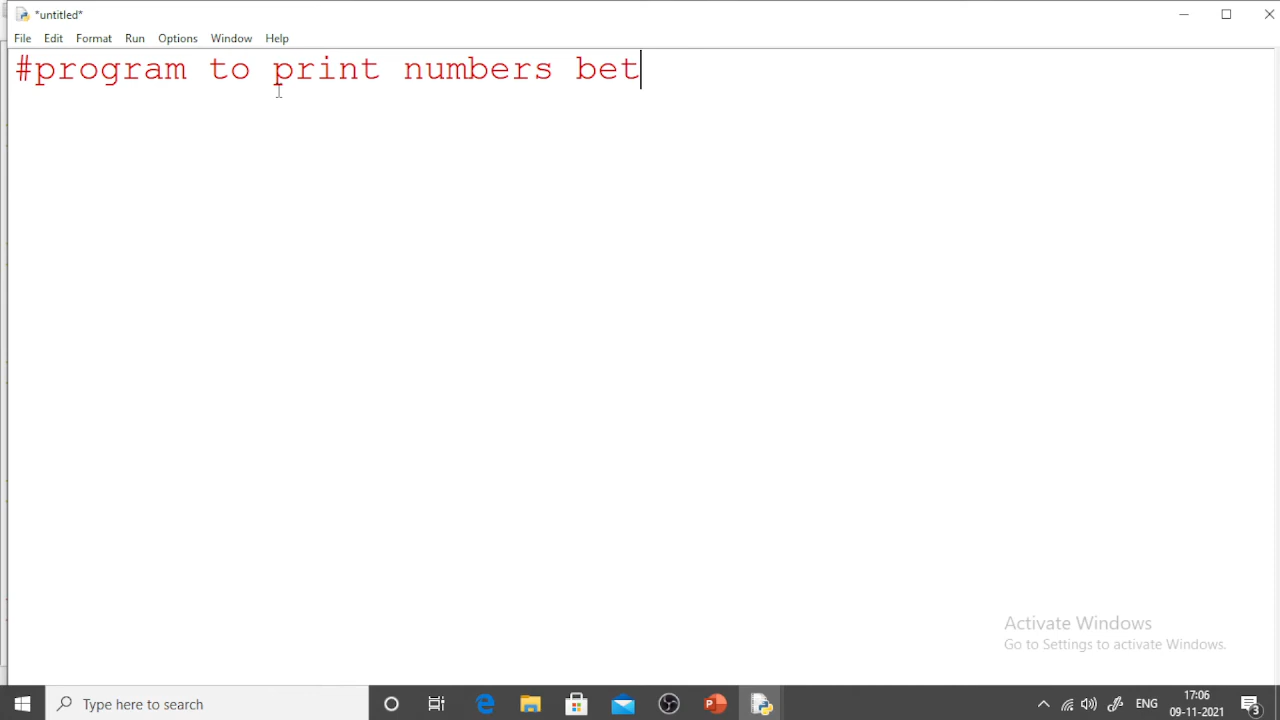 *untitled*
File Edit Format Run Options Window Help
#program to print numbers bet
Activate Windows
Go to Settings to activate Windows.
Type here to search
ENG
17:06
09-11-2021
3